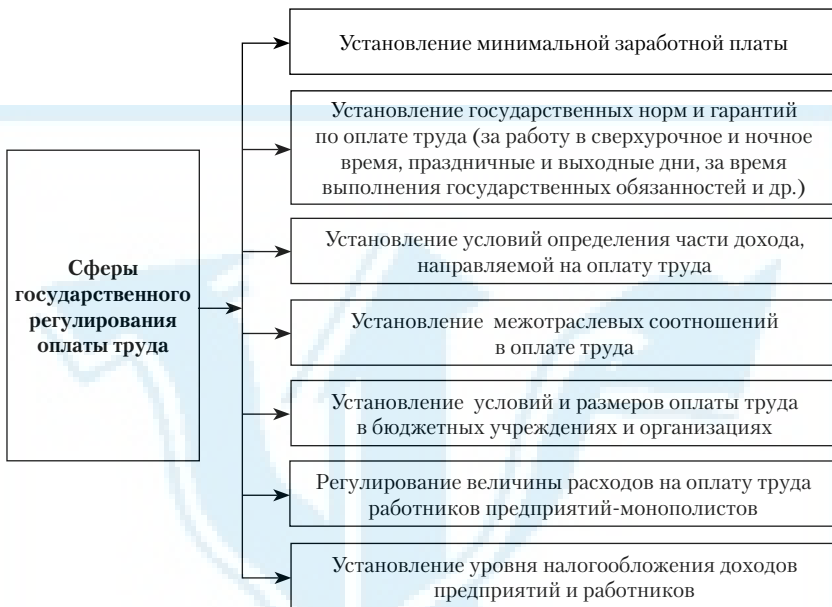 Сферы
государственного
регулирования
оплаты труда
Установление минимальной заработной платы
Установление государственных норм и гарантий
по оплате труда (за работу в сверхурочное и ночное
время, праздничные и выходные дни, за время
выполнения государственных обязанностей и др.)
Установление условий определения части дохода,
направляемой на оплату труда
Установление межотраслевых соотношений
в оплате труда
Установление условий и размеров оплаты труда
в бюджетных учреждениях и организациях
Регулирование величины расходов на оплату труда
работников предприятий-монополистов
Установление уровня налогообложения доходов
предприятий и работников